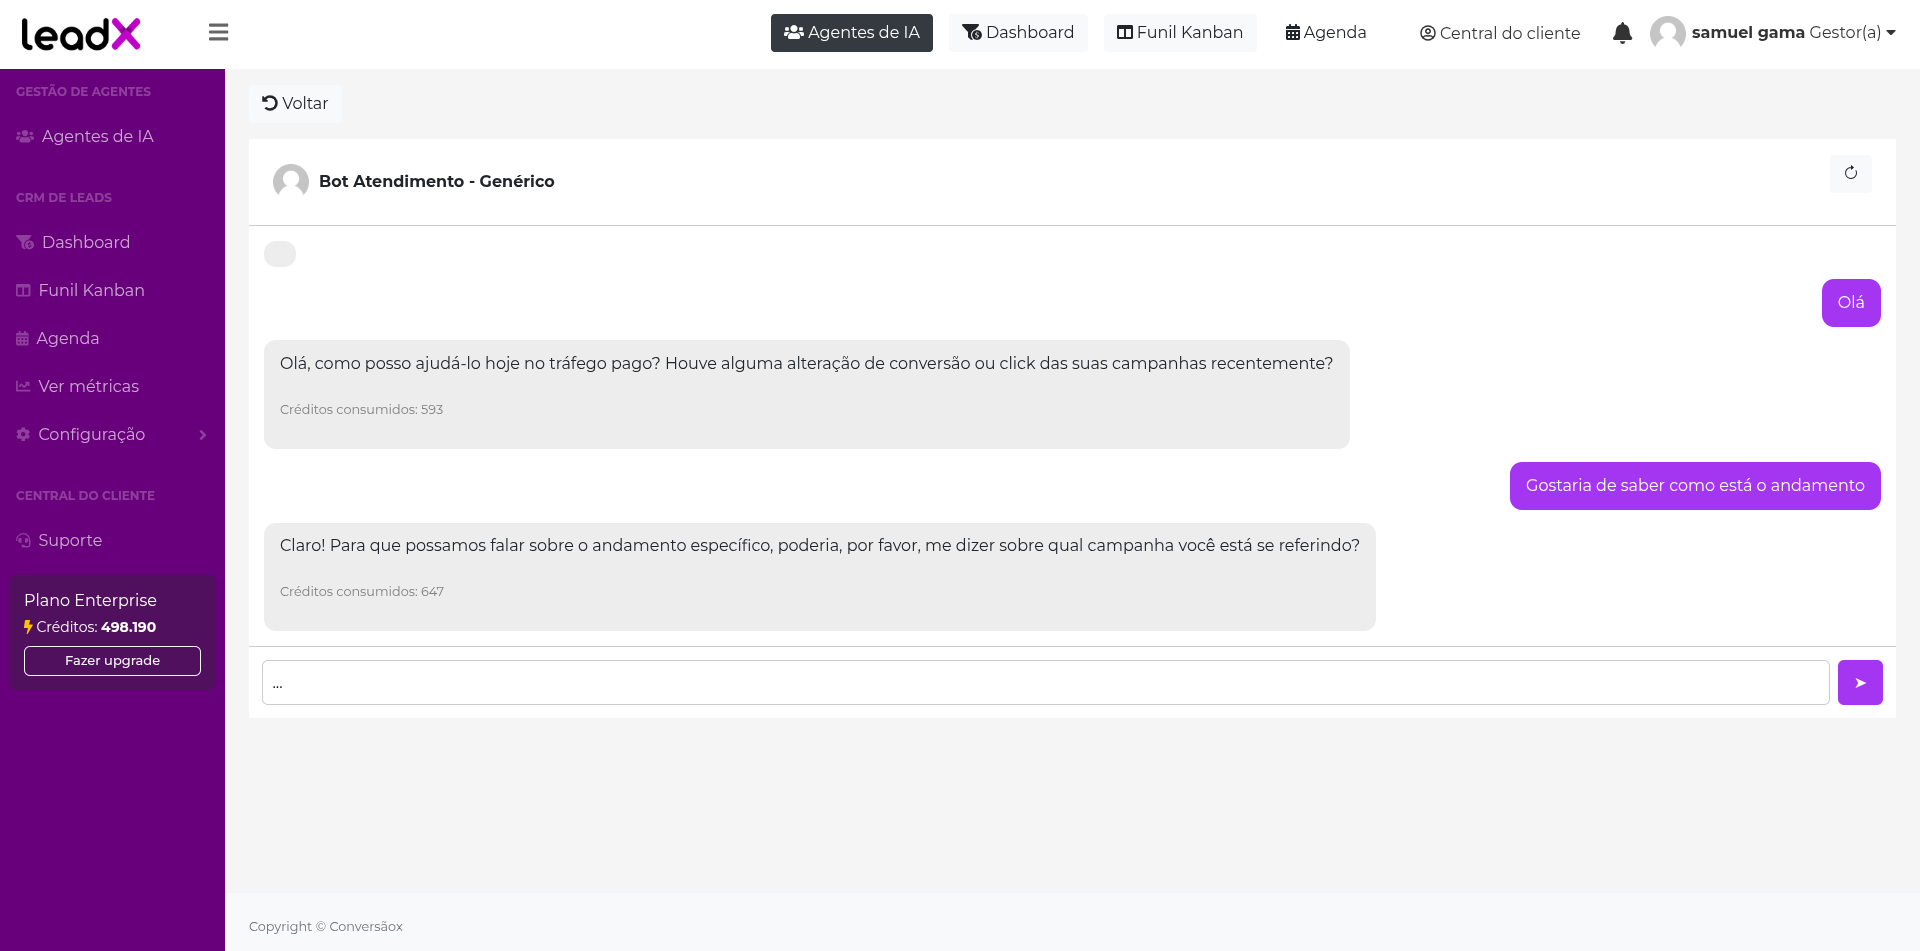 leadX
Agentes de IA
Dashboard
Funil Kanban
Agenda
Central do cliente
samuel gama Gestor(a)
GESTÃO DE AGENTES
Agentes de IA
CRM DE LEADS
Dashboard
Funil Kanban
Agenda
Ver métricas
Configuração
CENTRAL DO CLIENTE
Suporte
Plano Enterprise
Créditos: 498.190
Fazer upgrade
Voltar
Bot Atendimento - Genérico
Olá
Olá, como posso ajudá-lo hoje no tráfego pago? Houve alguma alteração de conversão ou click das suas campanhas recentemente?
Créditos consumidos: 593
Gostaria de saber como está o andamento
Claro! Para que possamos falar sobre o andamento específico, poderia, por favor, me dizer sobre qual campanha você está se referindo?
Créditos consumidos: 647
...
Copyright © Conversãox